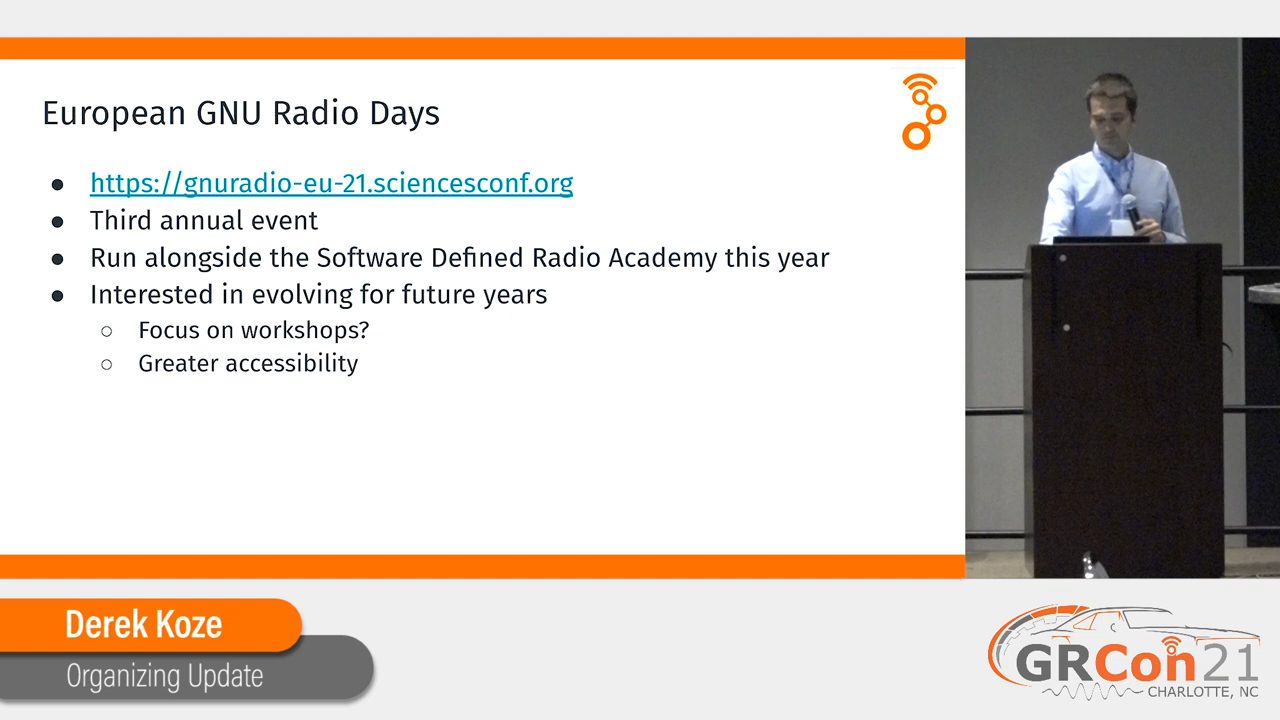 European GNU Radio Days
● https://gnuradio-eu-21.sciencesconf.org
● Third annual event
● Run alongside the Software Defined Radio Academy this year
● Interested in evolving for future years
○ Focus on workshops?
○ Greater accessibility
Derek Koze
Organizing Update
GRCon21
CHARLOTTE, NC